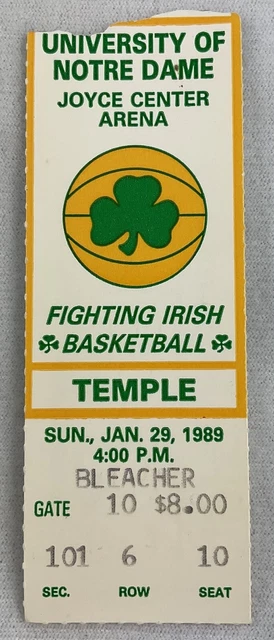 UNIVERSITY OF
NOTRE DAME
JOYCE CENTER
ARENA
FIGHTING IRISH
BASKETBALL
TEMPLE
SUN., JAN. 29, 1989
4:00 P.M.
BLEACHER
GATE 10 $8.00
101 6 10
SEC. ROW SEAT